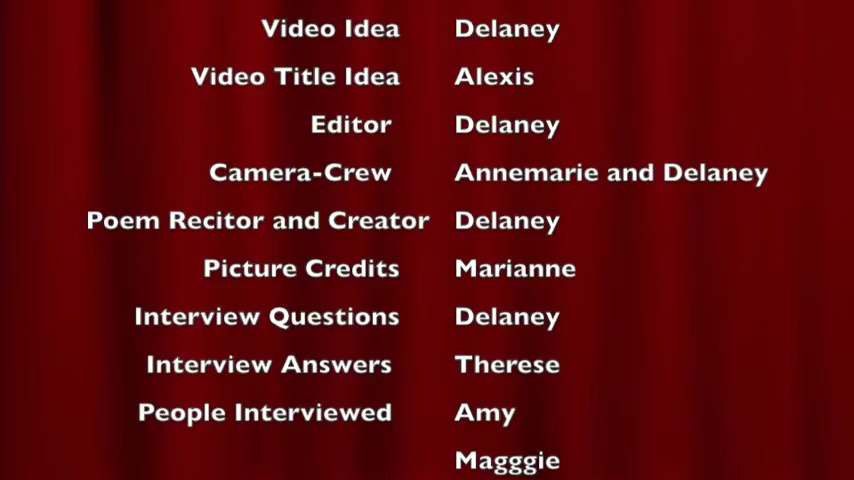 Video Idea Delaney
Video Title Idea Alexis
Editor Delaney
Camera-Crew Annemarie and Delaney
Poem Recitor and Creator Delaney
Picture Credits Marianne
Interview Questions Delaney
Interview Answers Therese
People Interviewed Amy
Magggie